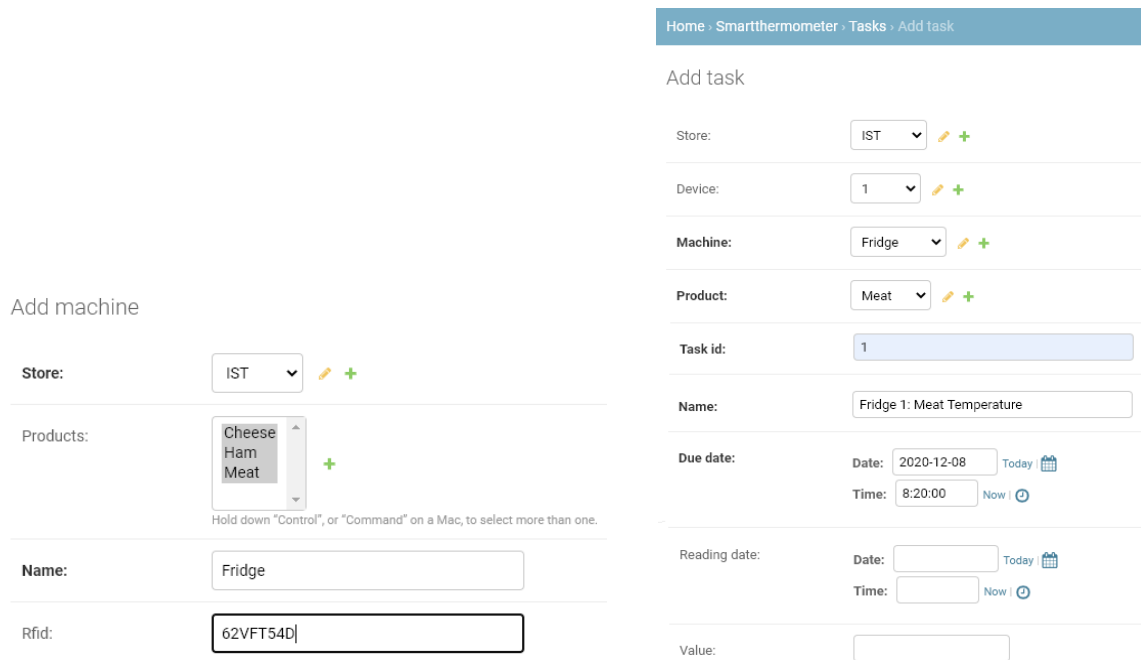 Add machine
Store: IST
Products: Cheese
Ham
Meat
Hold down “Control”, or “Command” on a Mac, to select more than one.
Name: Fridge
Rfid: 62VFT54D
Home › Smartthermometer › Tasks › Add task
Add task
Store: IST
Device: 1
Machine: Fridge
Product: Meat
Task id: 1
Name: Fridge 1: Meat Temperature
Due date: Date: 2020-12-08 Today |
Time: 8:20:00 Now |
Reading date: Date: Today |
Time: Now |
Value: